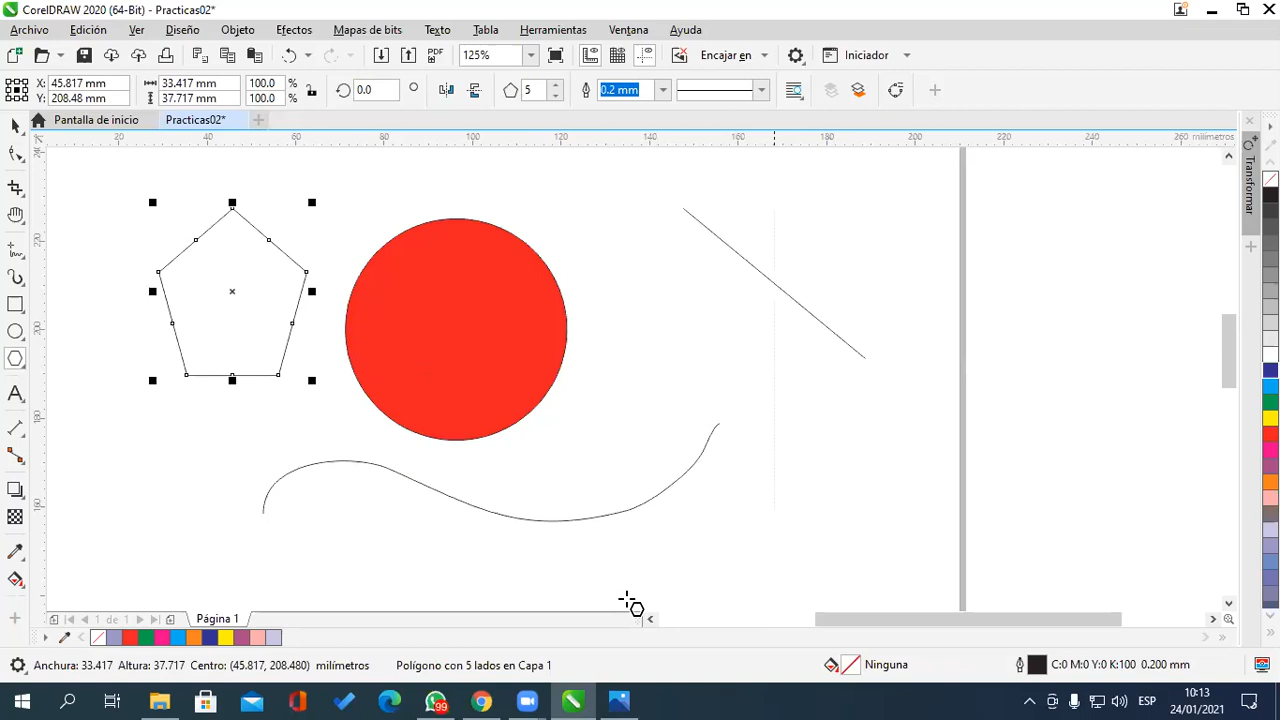 CorelDRAW 2020 (64-Bit) - Practicas02*
Archivo Edición Ver Diseño Objeto Efectos Mapas de bits Texto Tabla Herramientas Ventana Ayuda
PDF 125% Encajar en Iniciador
X: 45.817 mm 33.417 mm 100.0 % 0.0 5 0.2 mm
Y: 208.48 mm 37.717 mm 100.0 %
Pantalla de inicio Practicas02*
20 40 60 80 100 120 140 160 180 200 220 240 260 milímetros
220
200
180
Transformar
1 de 1 Página 1
Anchura: 33.417 Altura: 37.717 Centro: (45.817, 208.480) milímetros Polígono con 5 lados en Capa 1 Ninguna C:0 M:0 Y:0 K:100 0.200 mm
99 ESP 10:13
24/01/2021